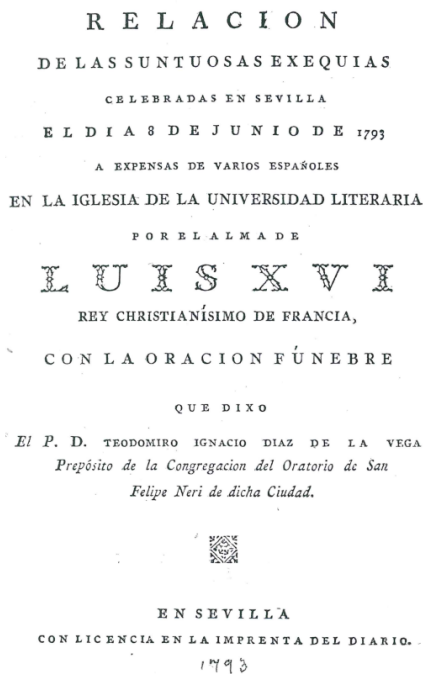 RELACION
DE LAS SUNTUOSAS EXEQUIAS
CELEBRADAS EN SEVILLA
EL DIA 8 DE JUNIO DE 1793
A EXPENSAS DE VARIOS ESPAÑOLES
EN LA IGLESIA DE LA UNIVERSIDAD LITERARIA
POR EL ALMA DE
LUIS XVI
REY CHRISTIANÍSIMO DE FRANCIA,
CON LA ORACION FÚNEBRE
QUE DIXO
El P. D. TEODOMIRO IGNACIO DIAZ DE LA VEGA
Prepósito de la Congregacion del Oratorio de San
Felipe Neri de dicha Ciudad.
EN SEVILLA
CON LICENCIA EN LA IMPRENTA DEL DIARIO.
1793